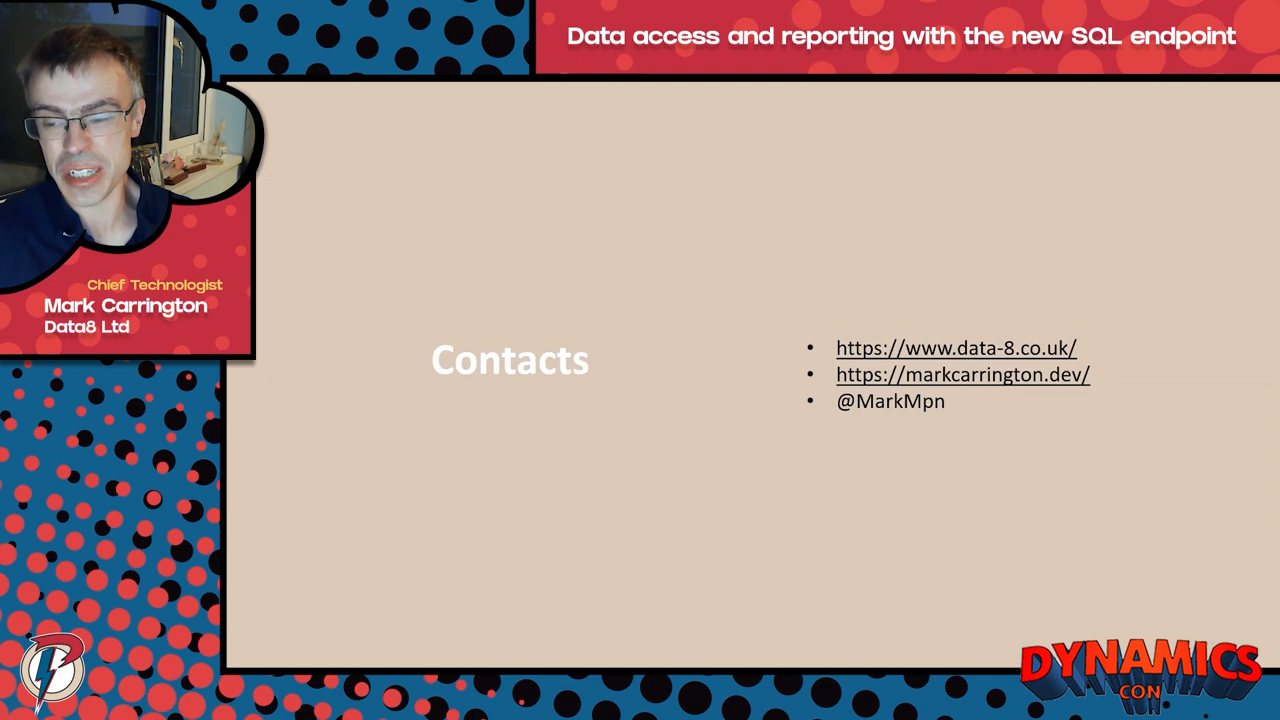 Data access and reporting with the new SQL endpoint
Chief Technologist
Mark Carrington
Data8 Ltd
Contacts
• https://www.data-8.co.uk/
• https://markcarrington.dev/
• @MarkMpn
DYNAMICS
CON